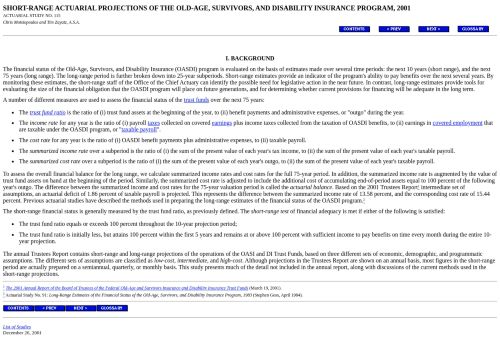 SHORT-RANGE ACTUARIAL PROJECTIONS OF THE OLD-AGE, SURVIVORS, AND DISABILITY INSURANCE PROGRAM, 2001
ACTUARIAL STUDY NO. 115
Chris Motsiopoulos and Tim Zayatz, A.S.A.
CONTENTS < PREV NEXT > GLOSSARY
I. BACKGROUND
The financial status of the Old-Age, Survivors, and Disability Insurance (OASDI) program is evaluated on the basis of estimates made over several time periods: the next 10 years (short range), and the next
75 years (long range). The long-range period is further broken down into 25-year subperiods. Short-range estimates provide an indicator of the program's ability to pay benefits over the next several years. By
monitoring these estimates, the short-range staff of the Office of the Chief Actuary can identify the possible need for legislative action in the near future. In contrast, long-range estimates provide tools for
evaluating the size of the financial obligation that the OASDI program will place on future generations, and for determining whether current provisions for financing will be adequate in the long term.
A number of different measures are used to assess the financial status of the trust funds over the next 75 years:
• The trust fund ratio is the ratio of (i) trust fund assets at the beginning of the year, to (ii) benefit payments and administrative expenses, or "outgo" during the year.
• The income rate for any year is the ratio of (i) payroll taxes collected on covered earnings plus income taxes collected from the taxation of OASDI benefits, to (ii) earnings in covered employment that
are taxable under the OASDI program, or "taxable payroll".
• The cost rate for any year is the ratio of (i) OASDI benefit payments plus administrative expenses, to (ii) taxable payroll.
• The summarized income rate over a subperiod is the ratio of (i) the sum of the present value of each year's tax income, to (ii) the sum of the present value of each year's taxable payroll.
• The summarized cost rate over a subperiod is the ratio of (i) the sum of the present value of each year's outgo, to (ii) the sum of the present value of each year's taxable payroll.
To assess the overall financial balance for the long range, we calculate summarized income rates and cost rates for the full 75-year period. In addition, the summarized income rate is augmented by the value of
trust fund assets on hand at the beginning of the period. Similarly, the summarized cost rate is adjusted to include the additional cost of accumulating end-of-period assets equal to 100 percent of the following
year's outgo. The difference between the summarized income and cost rates for the 75-year valuation period is called the actuarial balance. Based on the 2001 Trustees Report¹ intermediate set of
assumptions, an actuarial deficit of 1.86 percent of taxable payroll is projected. This represents the difference between the summarized income rate of 13.58 percent, and the corresponding cost rate of 15.44
percent. Previous actuarial studies have described the methods used in preparing the long-range estimates of the financial status of the OASDI program.²
The short-range financial status is generally measured by the trust fund ratio, as previously defined. The short-range test of financial adequacy is met if either of the following is satisfied:
• The trust fund ratio equals or exceeds 100 percent throughout the 10-year projection period;
• The trust fund ratio is initially less, but attains 100 percent within the first 5 years and remains at or above 100 percent with sufficient income to pay benefits on time every month during the entire 10-
year projection.
The annual Trustees Report contains short-range and long-range projections of the operations of the OASI and DI Trust Funds, based on three different sets of economic, demographic, and programmatic
assumptions. The different sets of assumptions are classified as low-cost, intermediate, and high-cost. Although projections in the Trustees Report are shown on an annual basis, most figures in the short-range
period are actually prepared on a semiannual, quarterly, or monthly basis. This study presents much of the detail not included in the annual report, along with discussions of the current methods used in the
short-range projections.
¹ The 2001 Annual Report of the Board of Trustees of the Federal Old-Age and Survivors Insurance and Disability Insurance Trust Funds (March 19, 2001).
² Actuarial Study No. 91: Long-Range Estimates of the Financial Status of the Old-Age, Survivors, and Disability Insurance Program, 1983 (Stephen Goss, April 1984).
CONTENTS < PREV NEXT > GLOSSARY
List of Studies
December 26, 2001